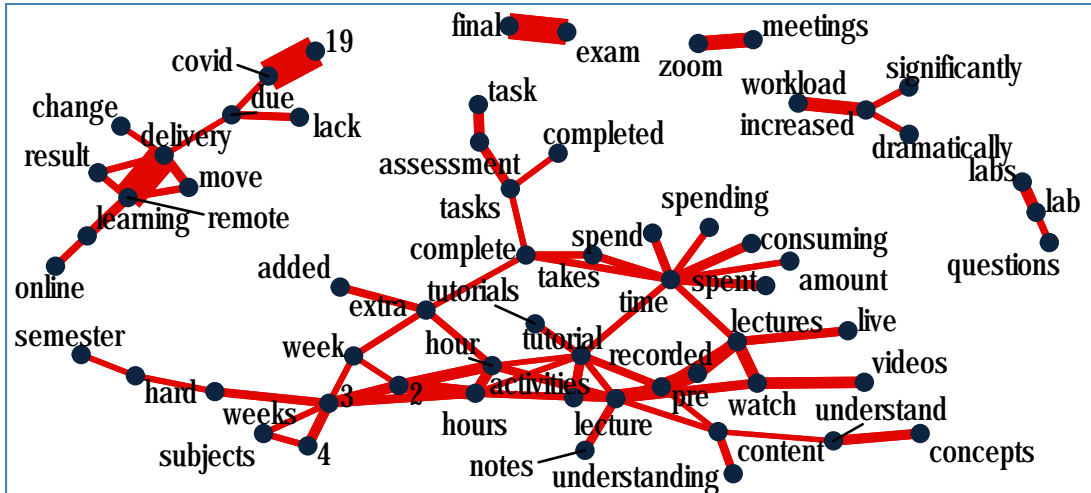 final
exam
zoom
meetings
19
covid
due
lack
change
delivery
result
move
learning
remote
online
task
assessment
completed
tasks
complete
takes
spend
spending
consuming
amount
spent
time
workload
increased
significantly
dramatically
labs
lab
questions
added
extra
tutorials
tutorial
semester
hard
weeks
week
hour
3
2
4
subjects
hours
activities
lecture
notes
recorded
pre
lectures
live
watch
videos
understand
content
understanding
concepts